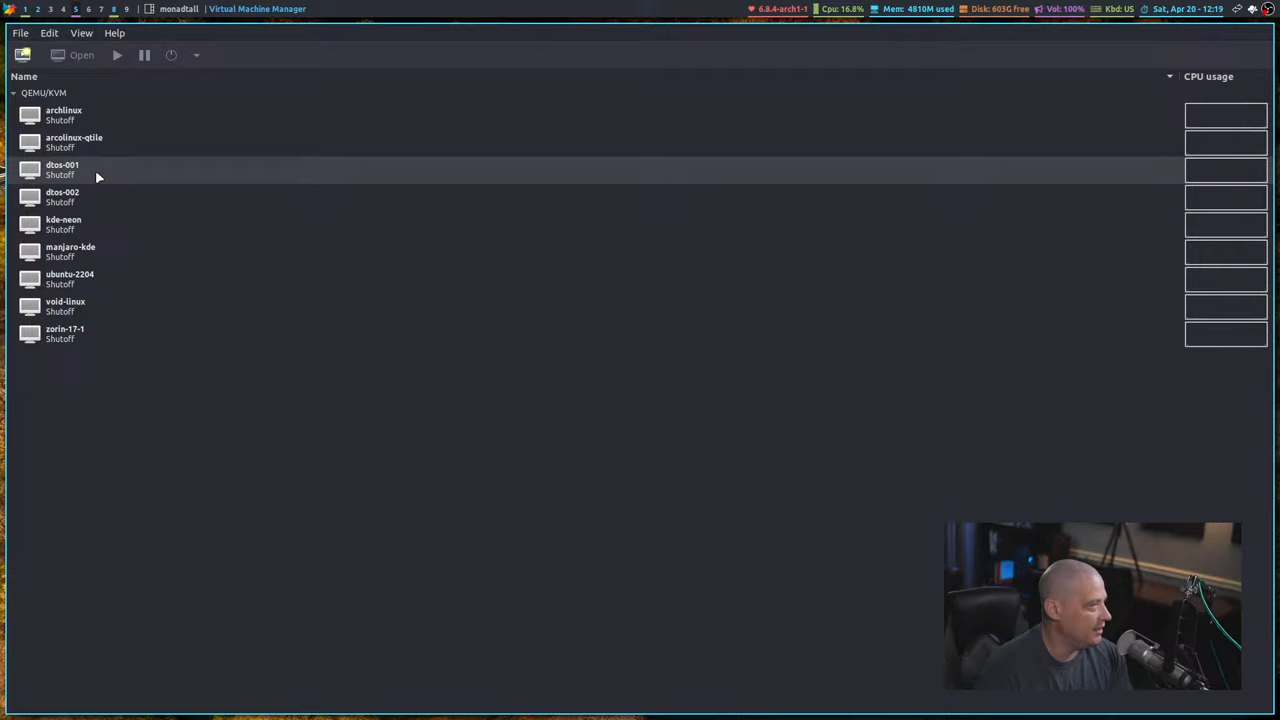 1 2 3 4 5 6 7 8 9 | monadtall | Virtual Machine Manager 6.8.4-arch1-1 Cpu: 16.8% Mem: 4810M used Disk: 603G free Vol: 100% Kbd: US Sat, Apr 20 - 12:19
File Edit View Help
Open
Name CPU usage
QEMU/KVM
archlinux
Shutoff
arcolinux-qtile
Shutoff
dtos-001
Shutoff
dtos-002
Shutoff
kde-neon
Shutoff
manjaro-kde
Shutoff
ubuntu-2204
Shutoff
void-linux
Shutoff
zorin-17-1
Shutoff